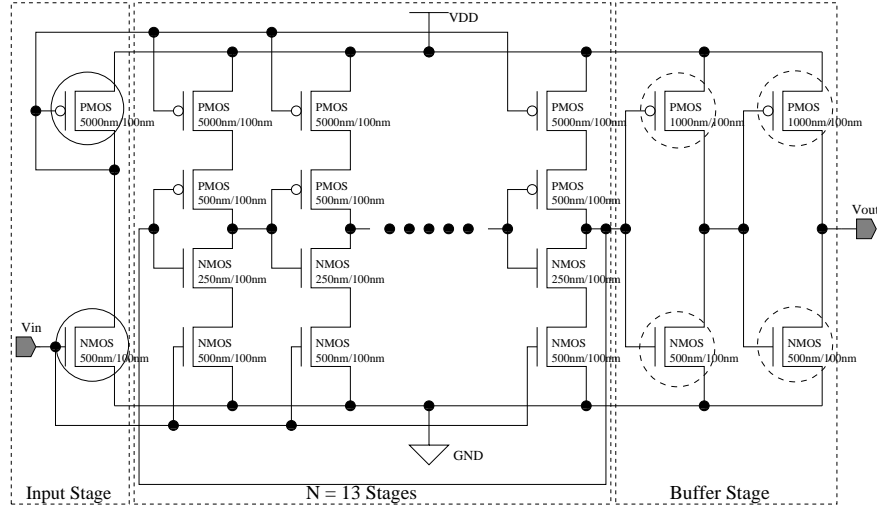 VDD
PMOS
5000nm/100nm
PMOS
5000nm/100nm
PMOS
5000nm/100nm
PMOS
5000nm/100nm
PMOS
1000nm/100nm
PMOS
1000nm/100nm
PMOS
500nm/100nm
PMOS
500nm/100nm
PMOS
500nm/100nm
Vout
NMOS
250nm/100nm
NMOS
250nm/100nm
NMOS
250nm/100nm
Vin
NMOS
500nm/100nm
NMOS
500nm/100nm
NMOS
500nm/100nm
NMOS
500nm/100nm
NMOS
500nm/100nm
NMOS
500nm/100nm
GND
Input Stage
N = 13 Stages
Buffer Stage